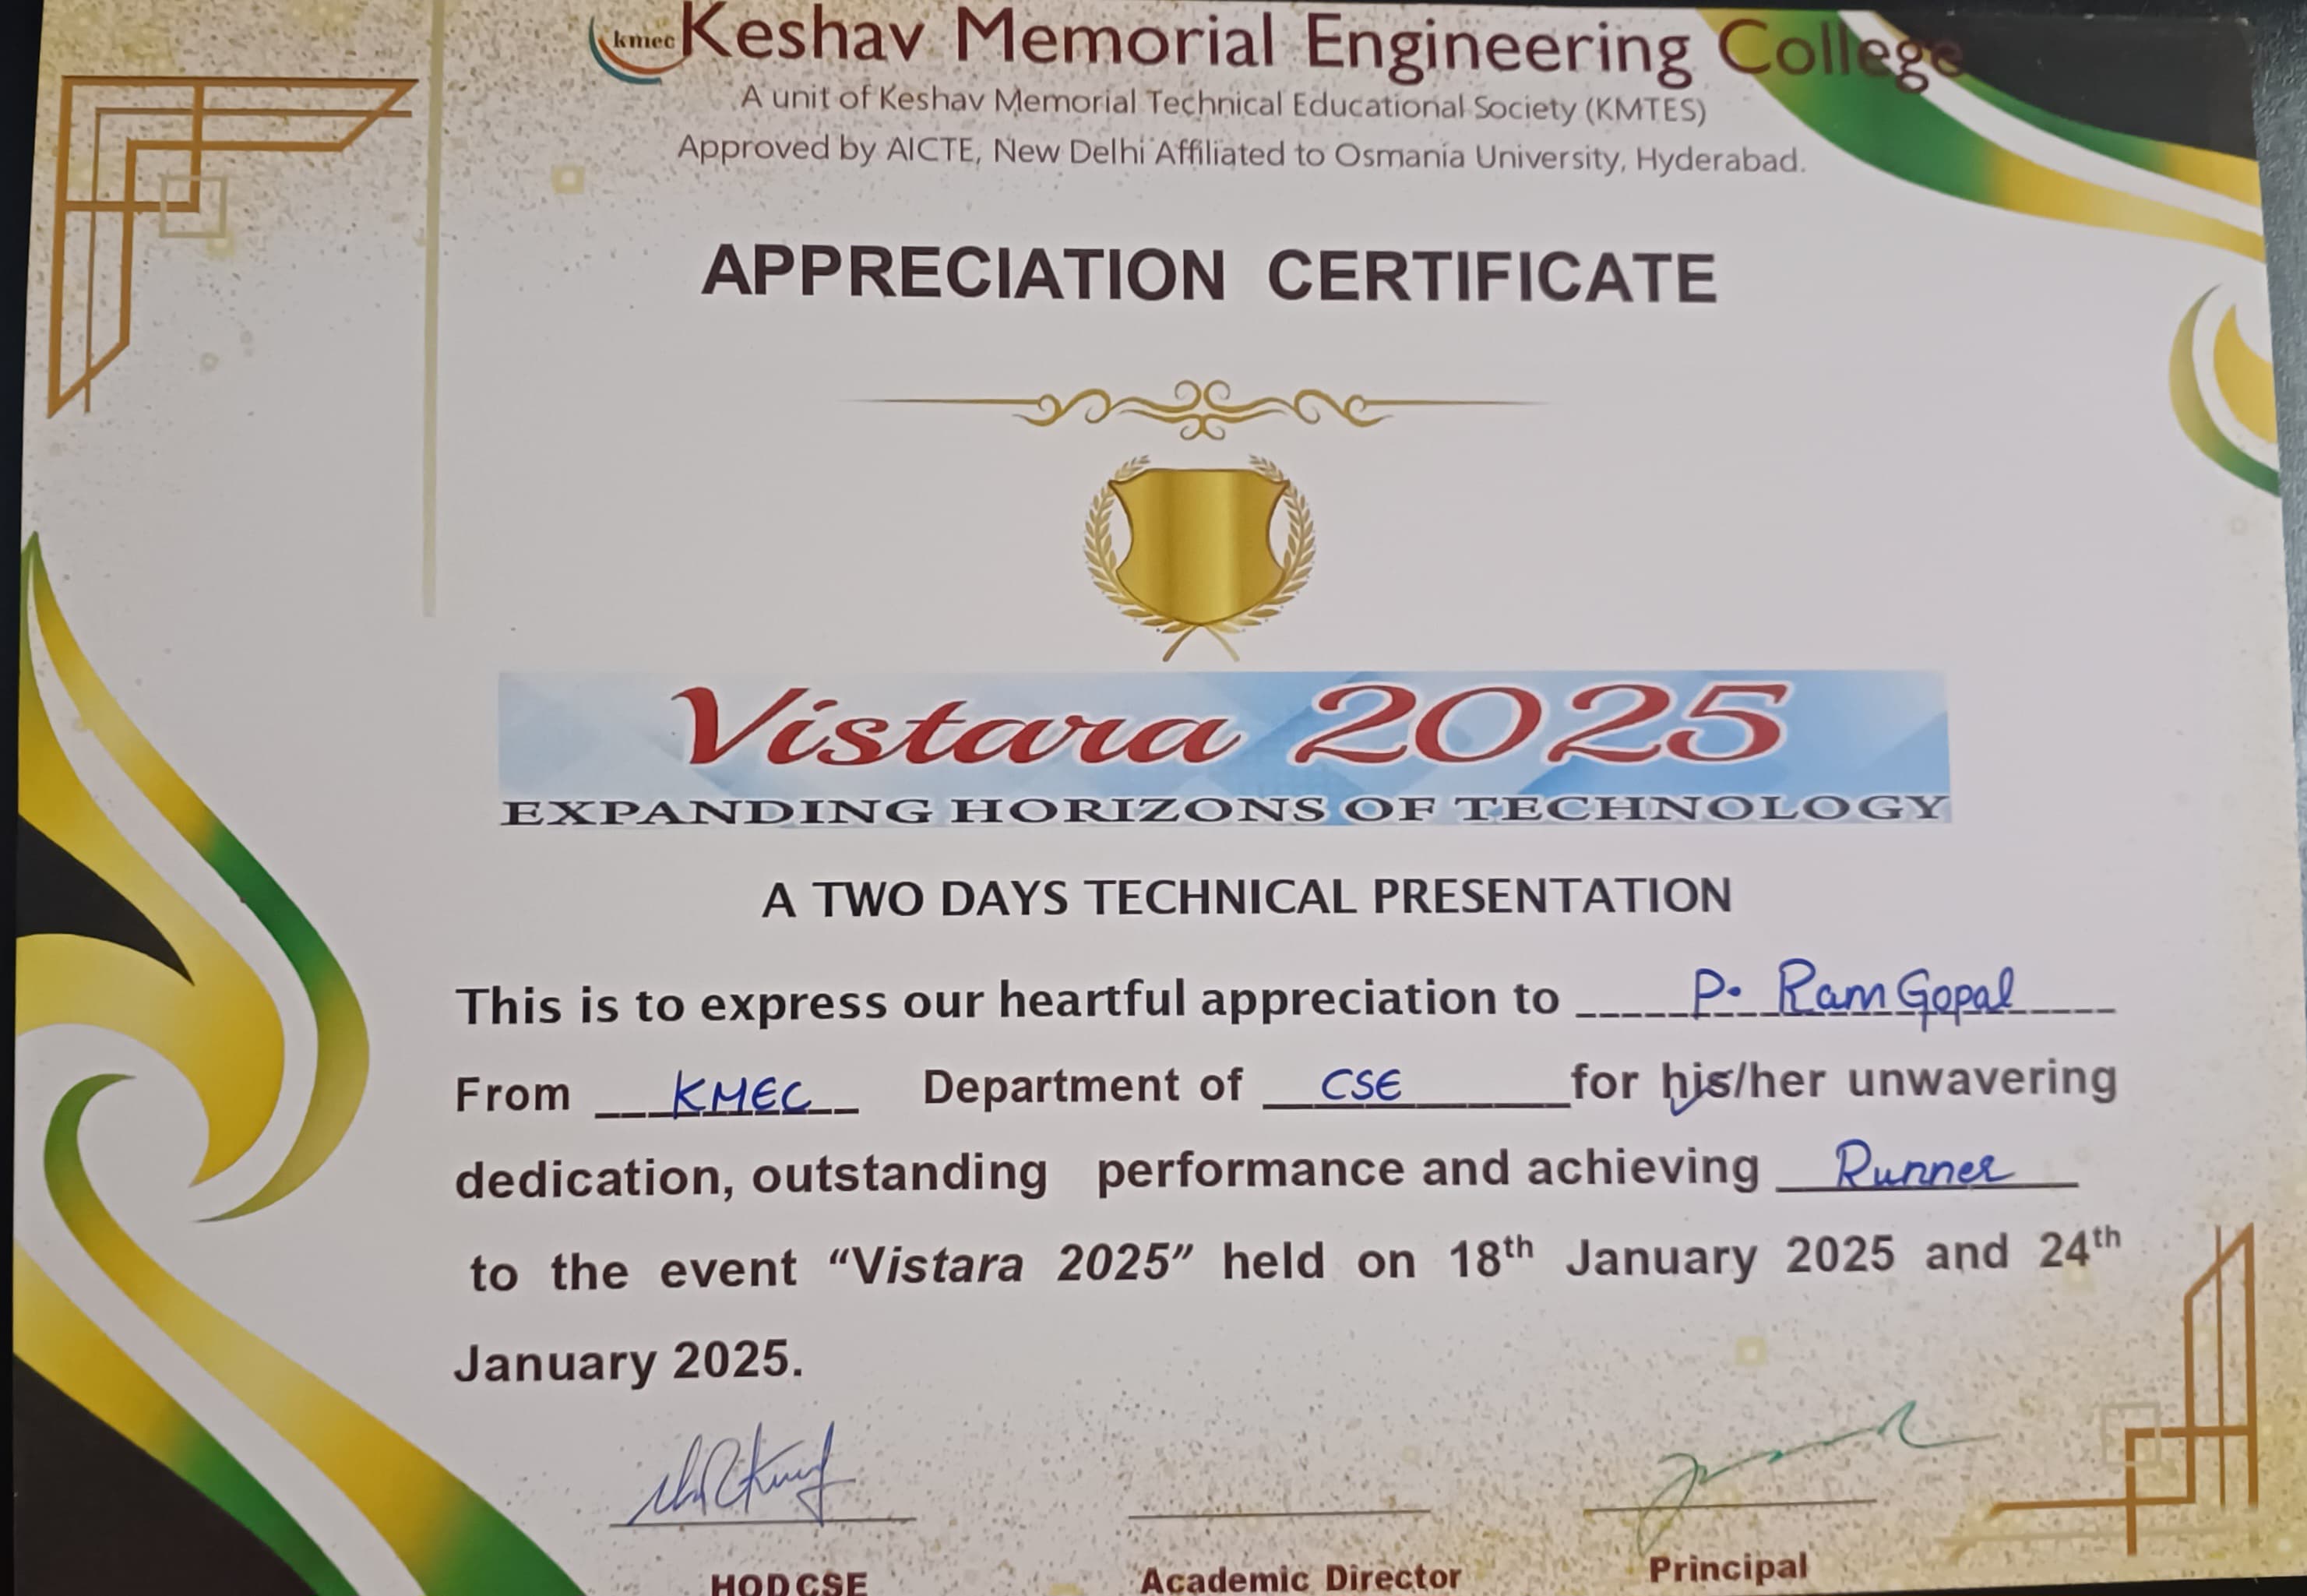 kmec Keshav Memorial Engineering College
A unit of Keshav Memorial Technical Educational Society (KMTES)
Approved by AICTE, New Delhi Affiliated to Osmania University, Hyderabad.
APPRECIATION CERTIFICATE
Vistara 2025
EXPANDING HORIZONS OF TECHNOLOGY
A TWO DAYS TECHNICAL PRESENTATION
This is to express our heartful appreciation to P. Ram Gopal
From KMEC Department of CSE for his/her unwavering
dedication, outstanding performance and achieving Runner
to the event “Vistara 2025” held on 18th January 2025 and 24th
January 2025.
HOD CSE Academic Director Principal